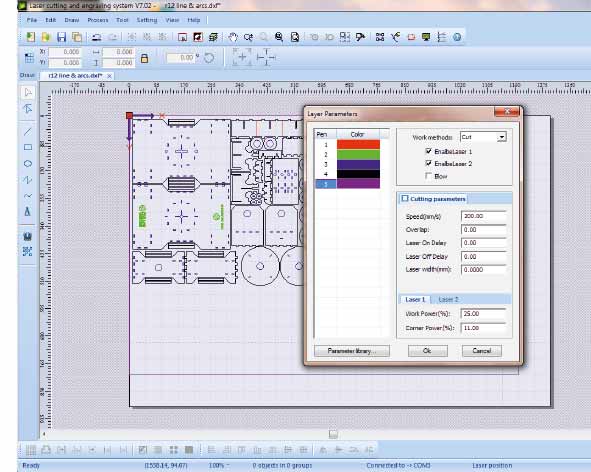 Laser cutting and engraving system V7.02 - r12 line & arcs.dxf*
File Edit Draw Process Tool Setting View Help
X: 0.000 0.000
Y: 0.000 0.000
0.00
Draw r12 line & arcs.dxf*
Layer Parameters
Pen Color
1
2
3
4
5
Work methods: Cut
EnalbeLaser 1
EnalbeLaser 2
Blow
Cutting parameters
Speed(mm/s) 200.00
Overlap: 0.00
Laser On Delay 0.00
Laser Off Delay 0.00
Laser width(mm): 0.0000
Laser 1 Laser 2
Work Power(%): 25.00
Corner Power(%): 11.00
Parameter library... Ok Cancel
Ready (1558.14, 94.07) 100% 0 objects in 0 groups Connected to -> COM3 Laser position